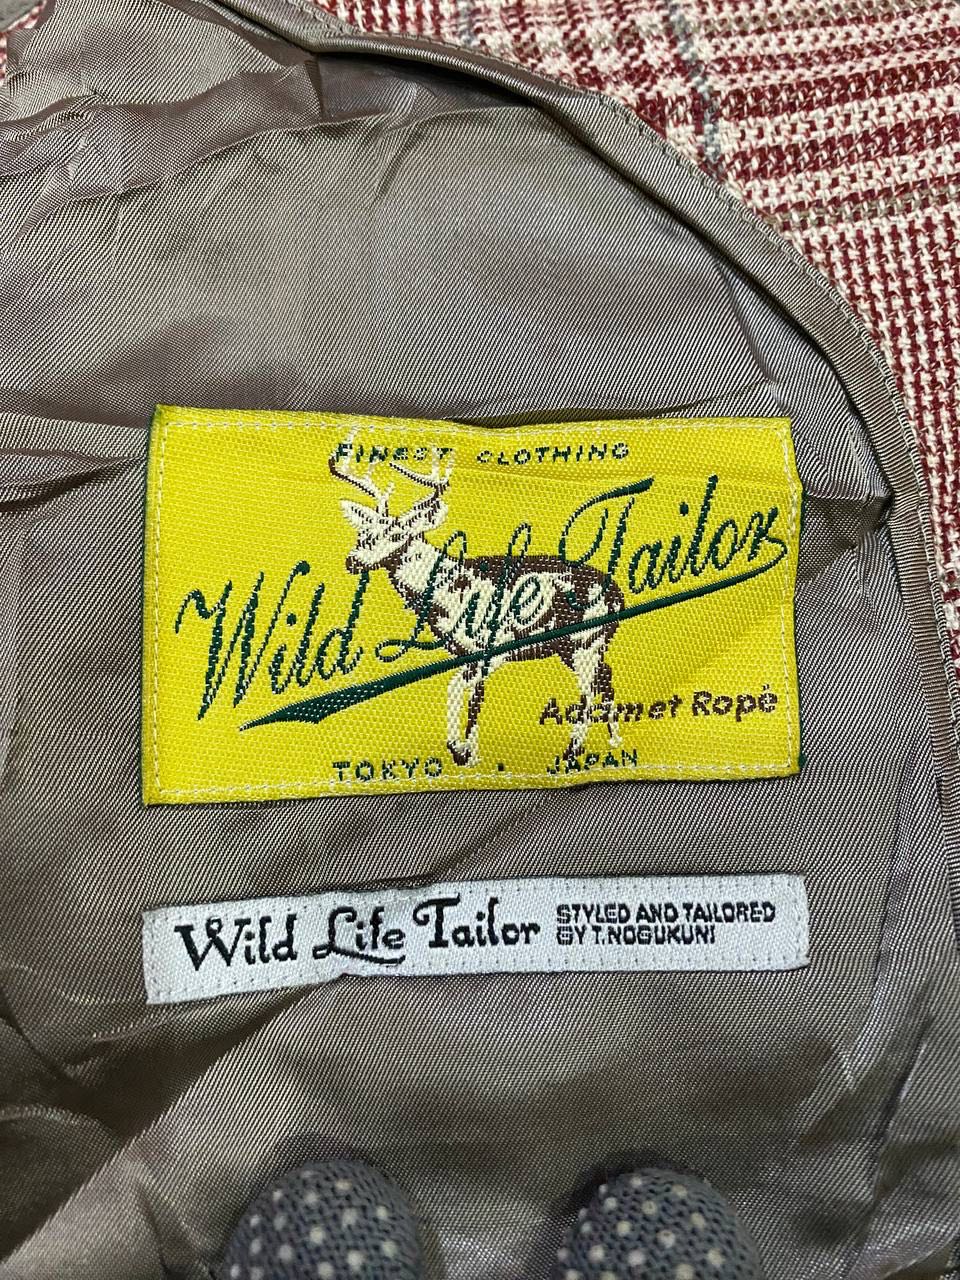 FINEST CLOTHING
Wild Life Tailor
Adam et Ropé
TOKYO . JAPAN
Wild Life Tailor
STYLED AND TAILORED
BY T.NOGUKUNI